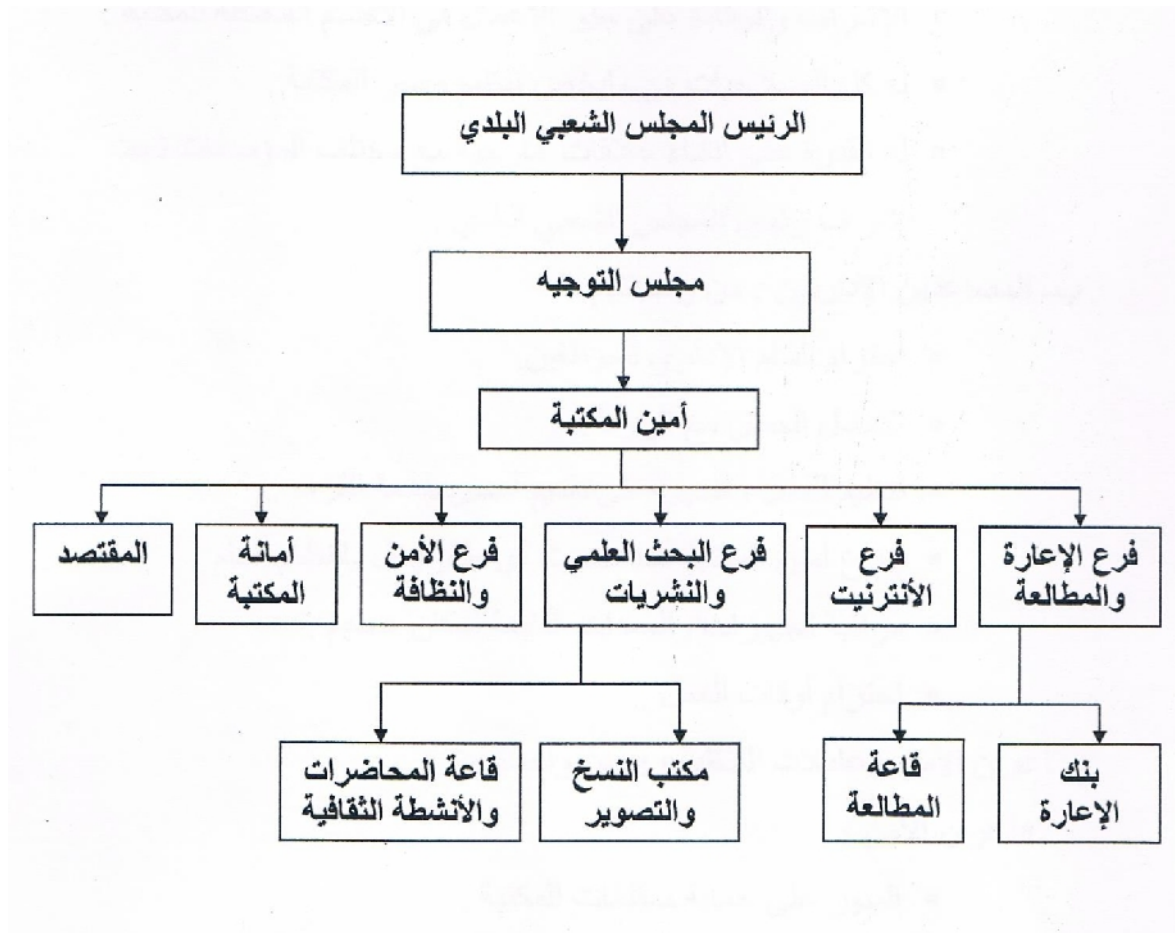 الرئيس المجلس الشعبي البلدي
مجلس التوجيه
أمين المكتبة
فرع الإعارة
والمطالعة
فرع
الأنترنيت
فرع البحث العلمي
والنشريات
فرع الأمن
والنظافة
أمانة
المكتبة
المقتصد
بنك
الإعارة
قاعة
المطالعة
مكتب النسخ
والتصوير
قاعة المحاضرات
والأنشطة الثقافية